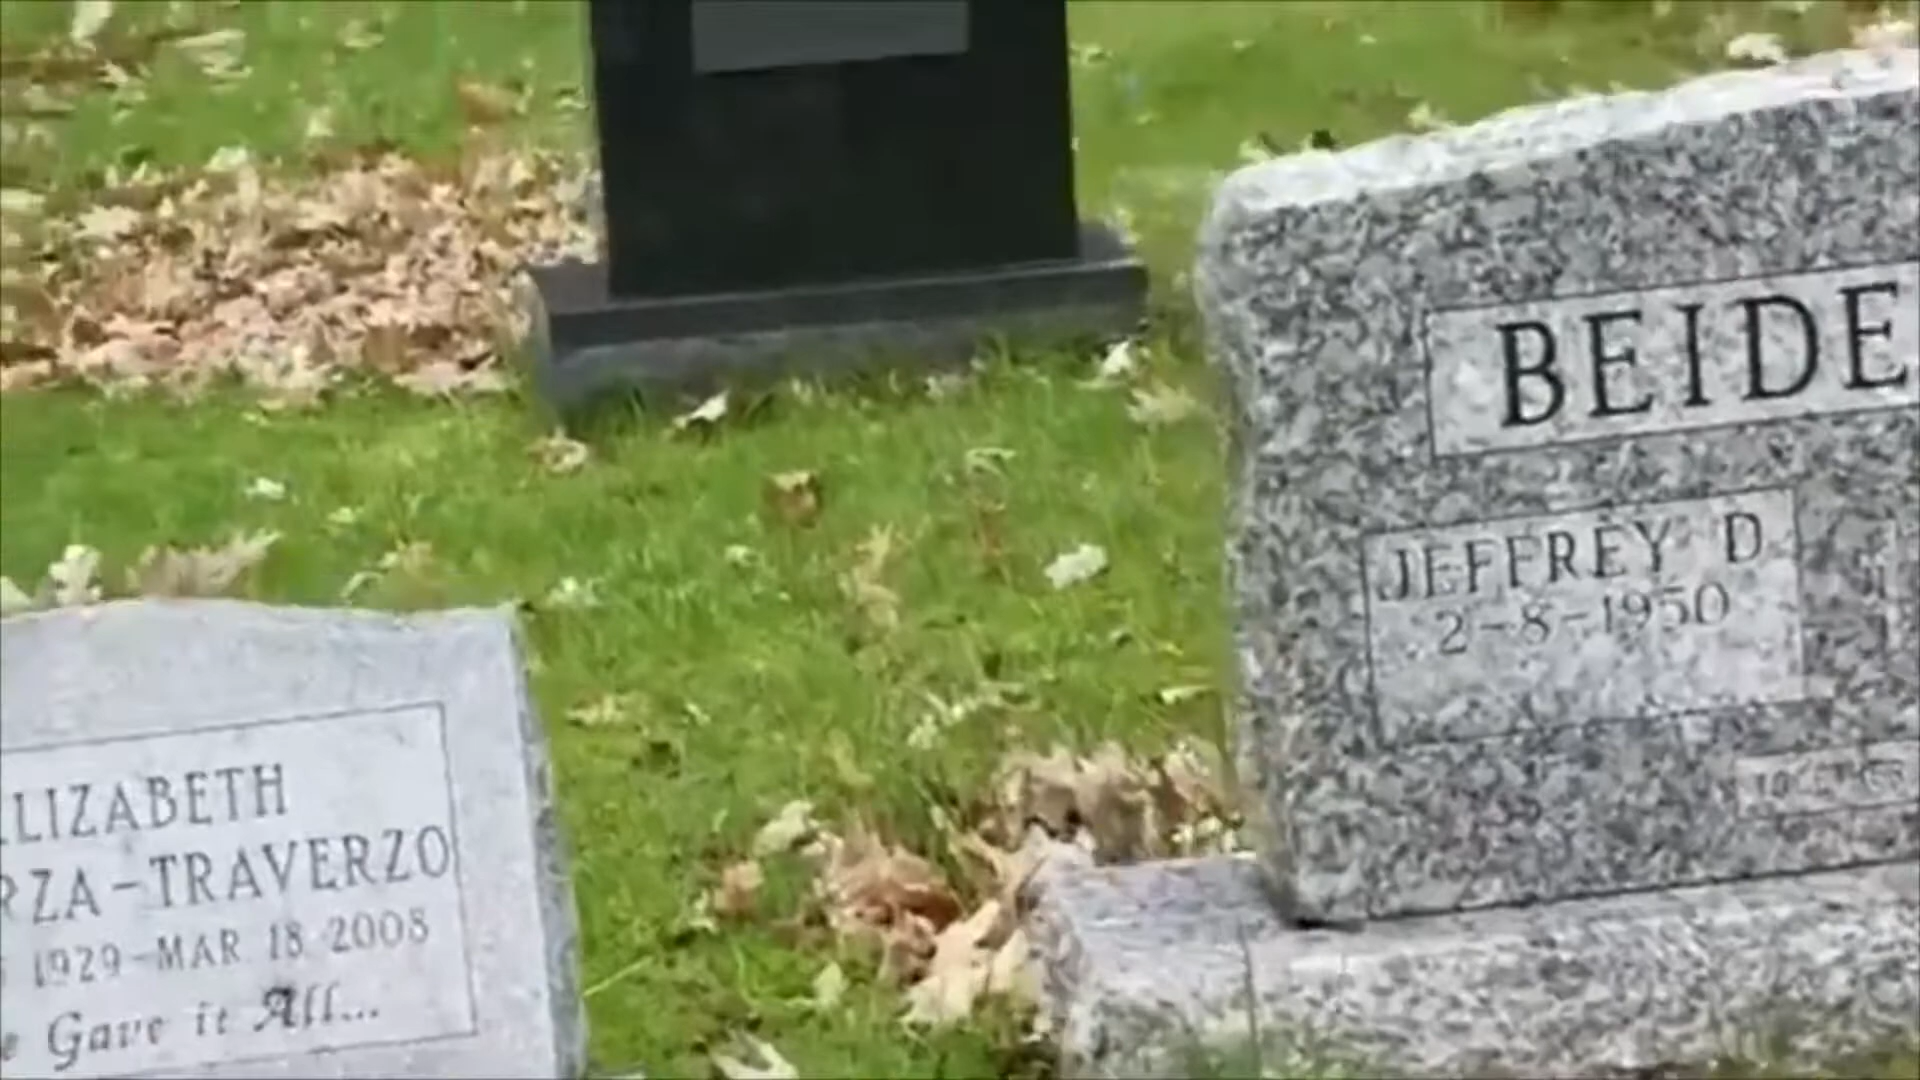 BEIDE
JEFFREY D
2-8-1950
LIZABETH
RZA-TRAVERZO
1929-MAR 18 2008
e Gave it All...